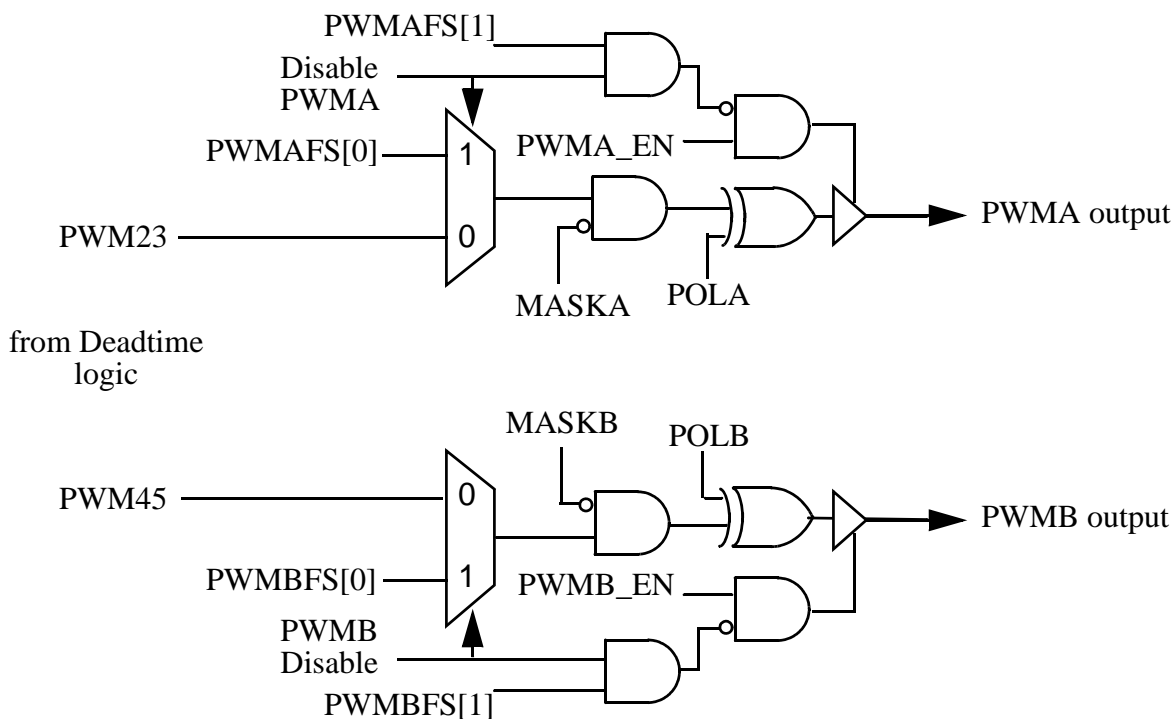 PWMAFS[1]
Disable
PWMA
PWMAFS[0]
1
PWMA_EN
PWMA output
PWM23
0
MASKA
POLA
from Deadtime
logic
MASKB
POLB
PWM45
0
PWMB output
PWMBFS[0]
1
PWMB_EN
PWMB
Disable
PWMBFS[1]